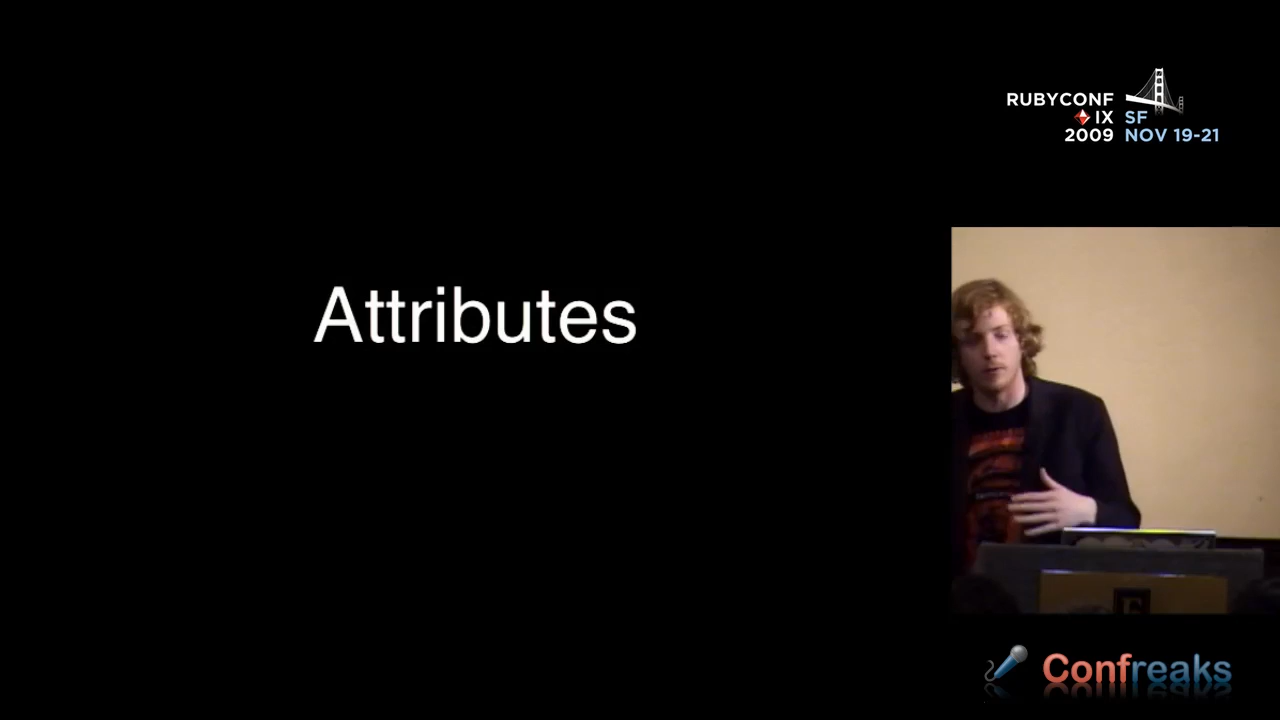 RUBYCONF
IX SF
2009 NOV 19-21
Attributes
Confreaks